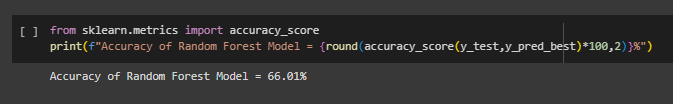 [ ] from sklearn.metrics import accuracy_score
print(f"Accuracy of Random Forest Model = {round(accuracy_score(y_test,y_pred_best)*100,2)}%")
Accuracy of Random Forest Model = 66.01%